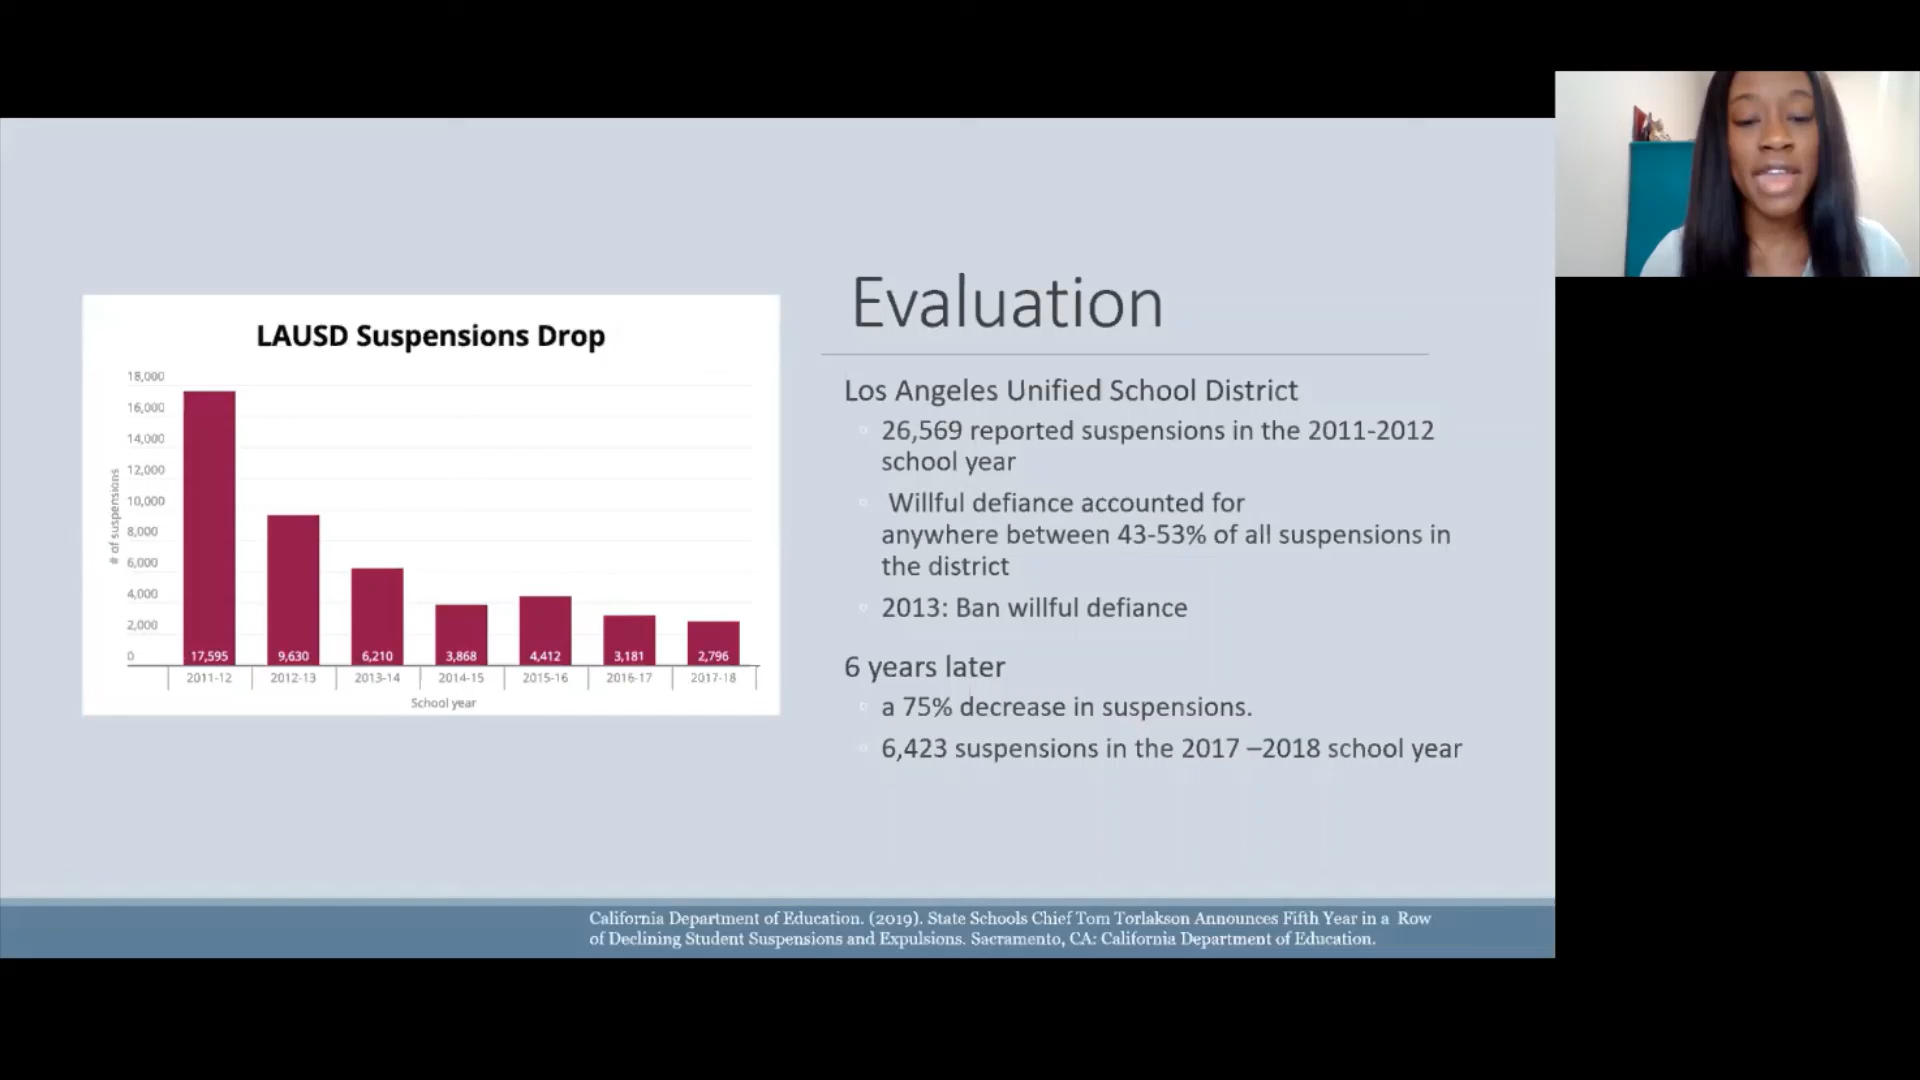 LAUSD Suspensions Drop
18,000
16,000
14,000
12,000
10,000
8,000
6,000
4,000
2,000
0
# of suspensions
17,595
9,630
6,210
3,868
4,412
3,181
2,796
2011-12
2012-13
2013-14
2014-15
2015-16
2016-17
2017-18
School year
Evaluation
Los Angeles Unified School District
26,569 reported suspensions in the 2011-2012
school year
Willful defiance accounted for
anywhere between 43-53% of all suspensions in
the district
2013: Ban willful defiance
6 years later
a 75% decrease in suspensions.
6,423 suspensions in the 2017 –2018 school year
California Department of Education. (2019). State Schools Chief Tom Torlakson Announces Fifth Year in a Row
of Declining Student Suspensions and Expulsions. Sacramento, CA: California Department of Education.